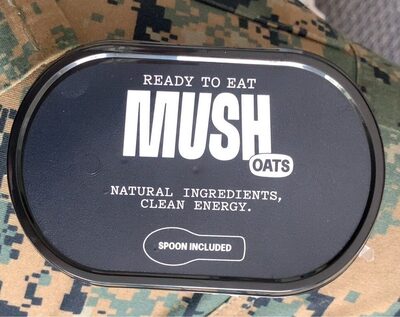 READY TO EAT
MUSH
OATS
NATURAL INGREDIENTS,
CLEAN ENERGY.
SPOON INCLUDED